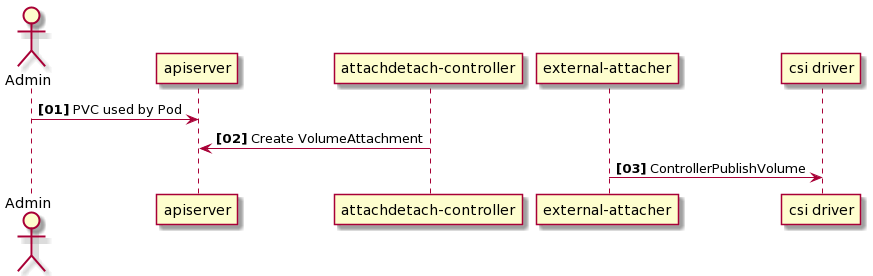 Admin
apiserver
attachdetach-controller
external-attacher
csi driver
[01] PVC used by Pod
[02] Create VolumeAttachment
[03] ControllerPublishVolume
Admin
apiserver
attachdetach-controller
external-attacher
csi driver